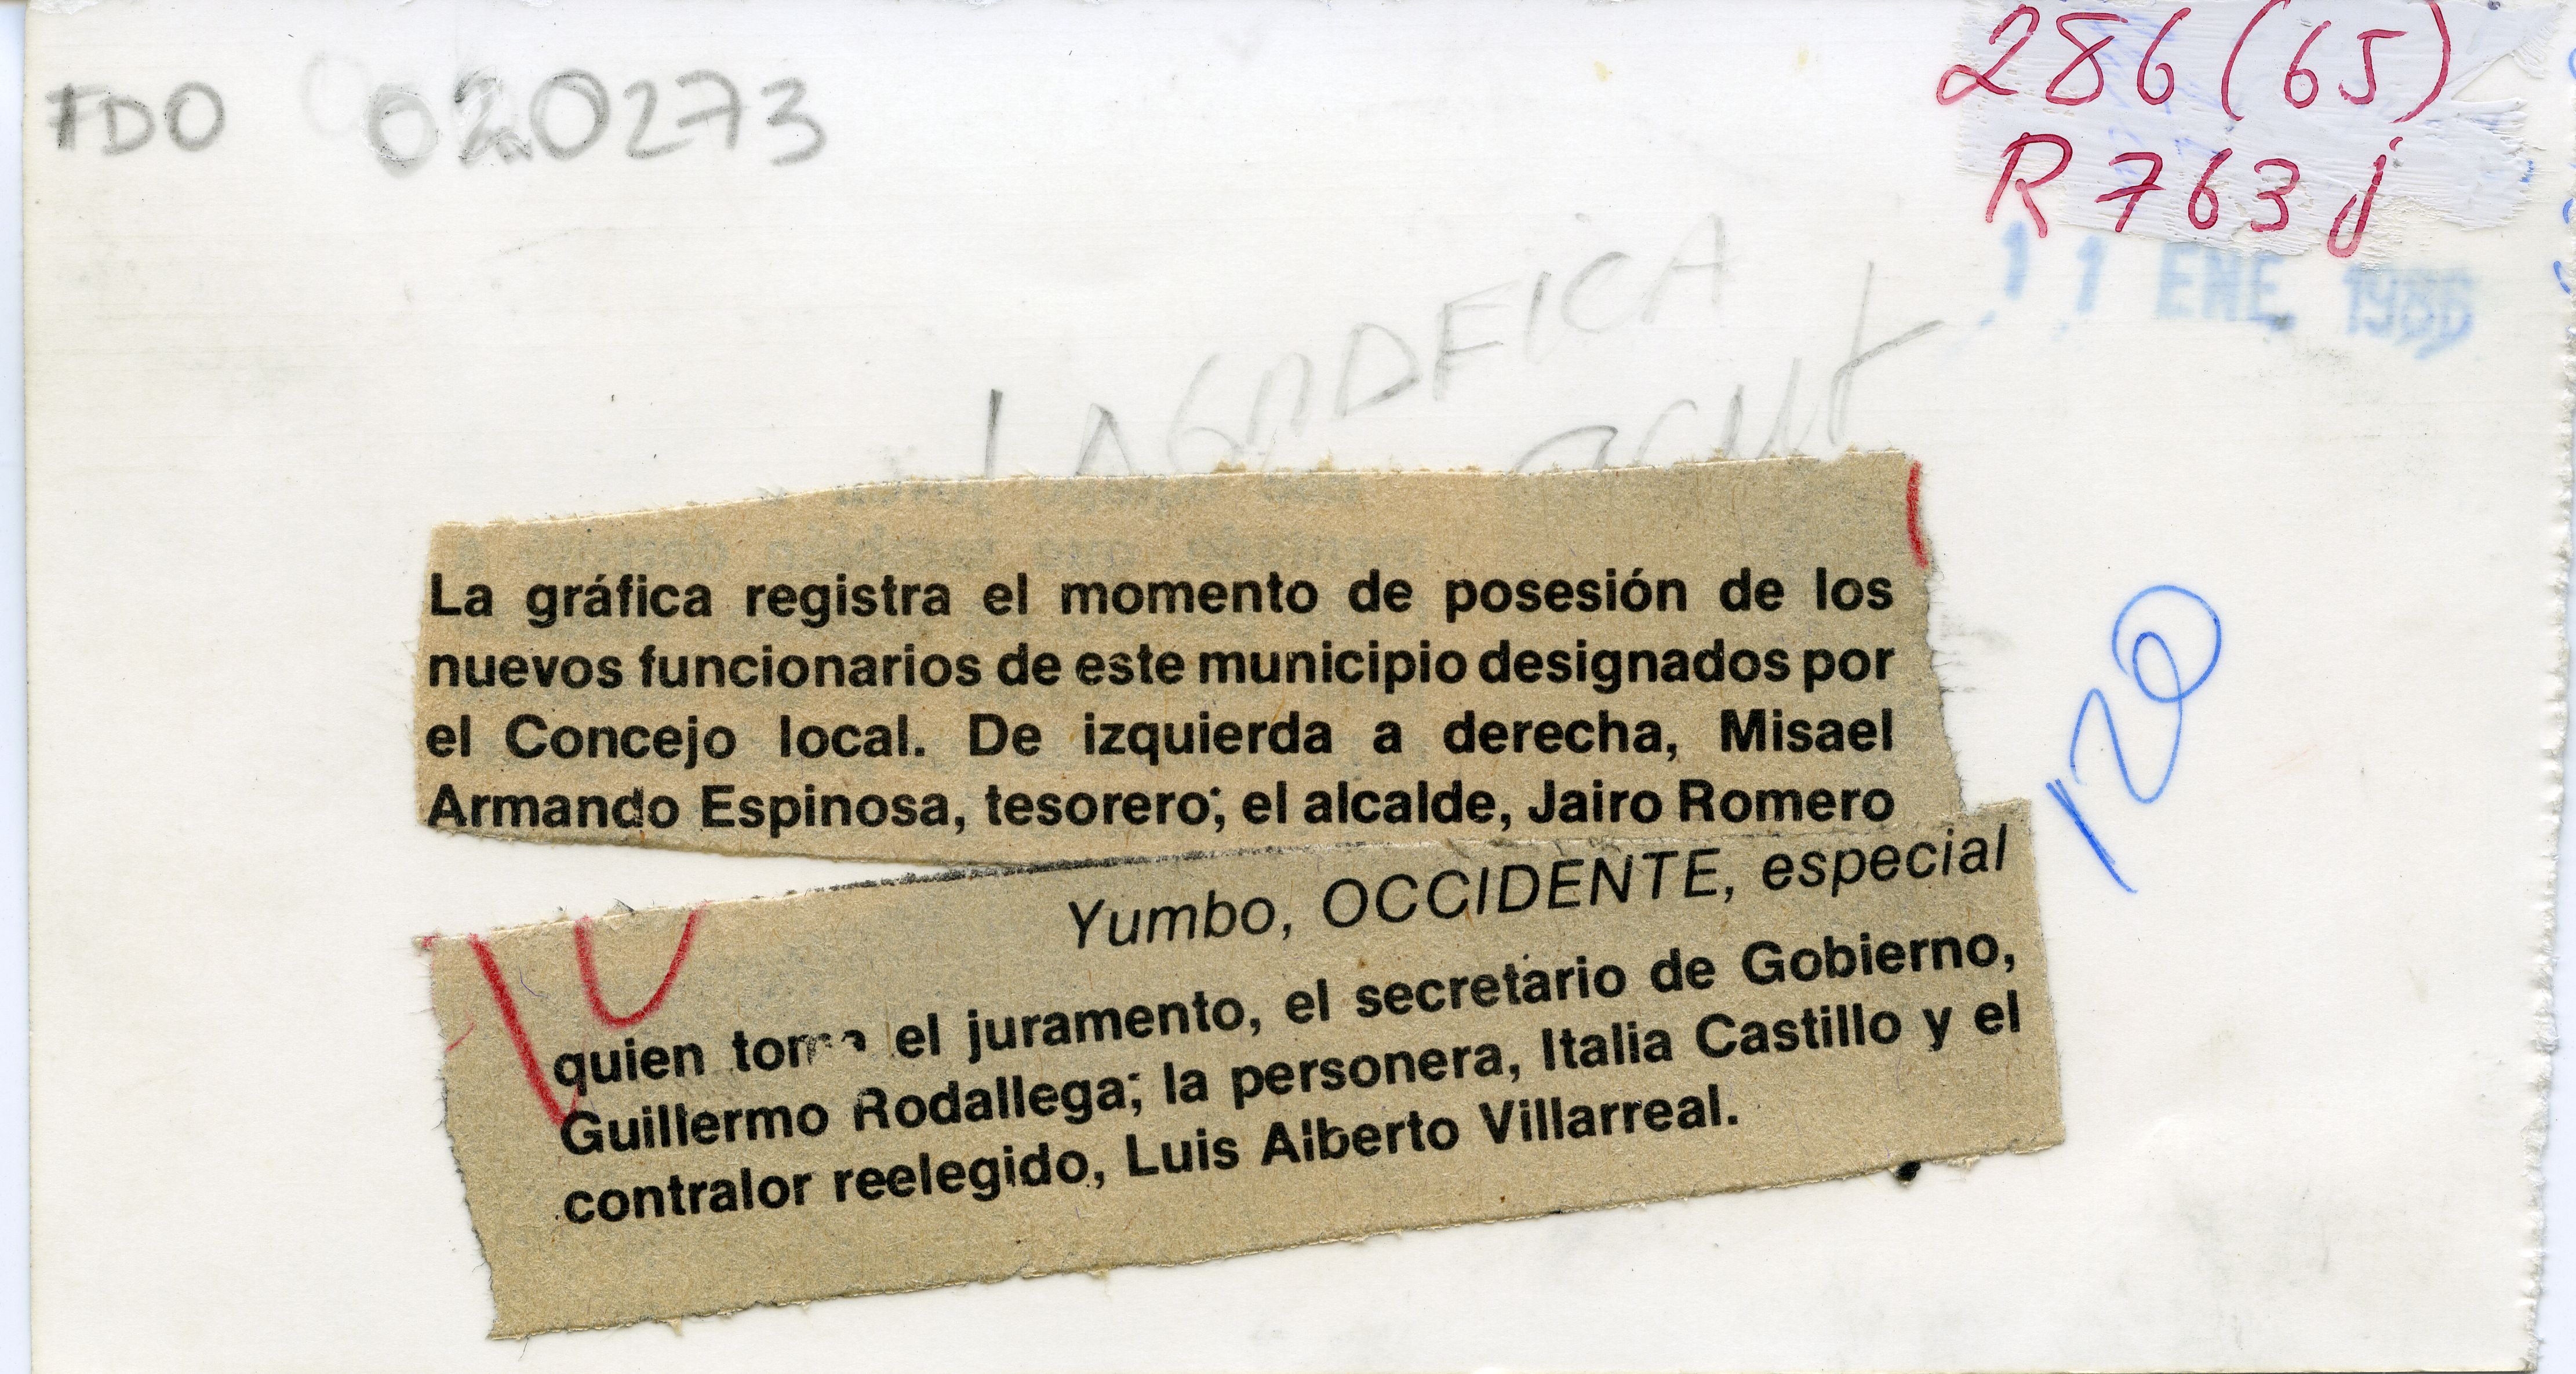 FDO 020273
286(65)
R763j
11 ENE. 1986
LA GRAFICA
La gráfica registra el momento de posesión de los
nuevos funcionarios de este municipio designados por
el Concejo local. De izquierda a derecha, Misael
Armando Espinosa, tesorero; el alcalde, Jairo Romero
120
Yumbo, OCCIDENTE, especial
quien toma el juramento, el secretario de Gobierno,
Guillermo Rodallega; la personera, Italia Castillo y el
contralor reelegido, Luis Alberto Villarreal.